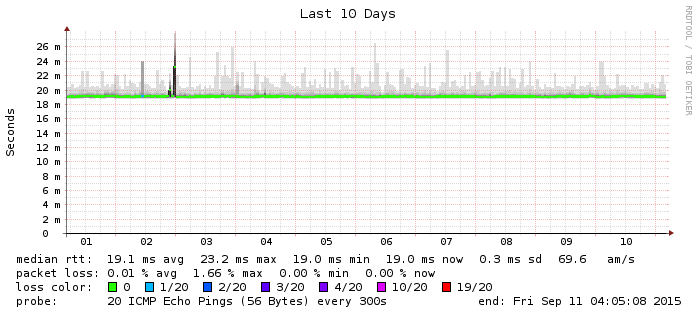 Last 10 Days
RRDTOOL / TOBI OETIKER
Seconds
26 m
24 m
22 m
20 m
18 m
16 m
14 m
12 m
10 m
8 m
6 m
4 m
2 m
0
01 02 03 04 05 06 07 08 09 10
median rtt: 19.1 ms avg 23.2 ms max 19.0 ms min 19.0 ms now 0.3 ms sd 69.6 am/s
packet loss: 0.01 % avg 1.66 % max 0.00 % min 0.00 % now
loss color: 0 1/20 2/20 3/20 4/20 10/20 19/20
probe: 20 ICMP Echo Pings (56 Bytes) every 300s end: Fri Sep 11 04:05:08 2015